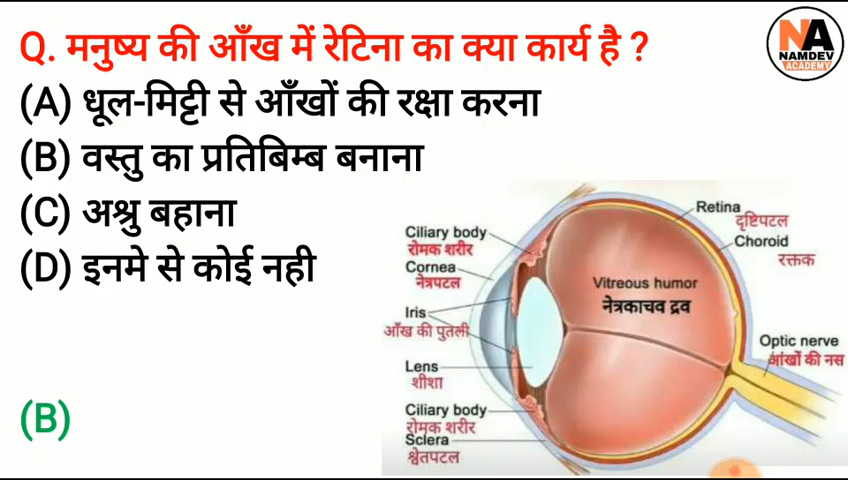 Q. मनुष्य की आँख में रेटिना का क्या कार्य है ?
NA
NAMDEV
ACADEMY
(A) धूल-मिट्टी से आँखों की रक्षा करना
(B) वस्तु का प्रतिबिम्ब बनाना
(C) अश्रु बहाना
(D) इनमे से कोई नही
(B)
Retina
दृष्टिपटल
Choroid
रक्तक
Ciliary body
रोमक शरीर
Cornea
नेत्रपटल
Vitreous humor
नेत्रकाचव द्रव
Iris
आँख की पुतली
Optic nerve
आंखों की नस
Lens
शीशा
Ciliary body
रोमक शरीर
Sclera
श्वेतपटल